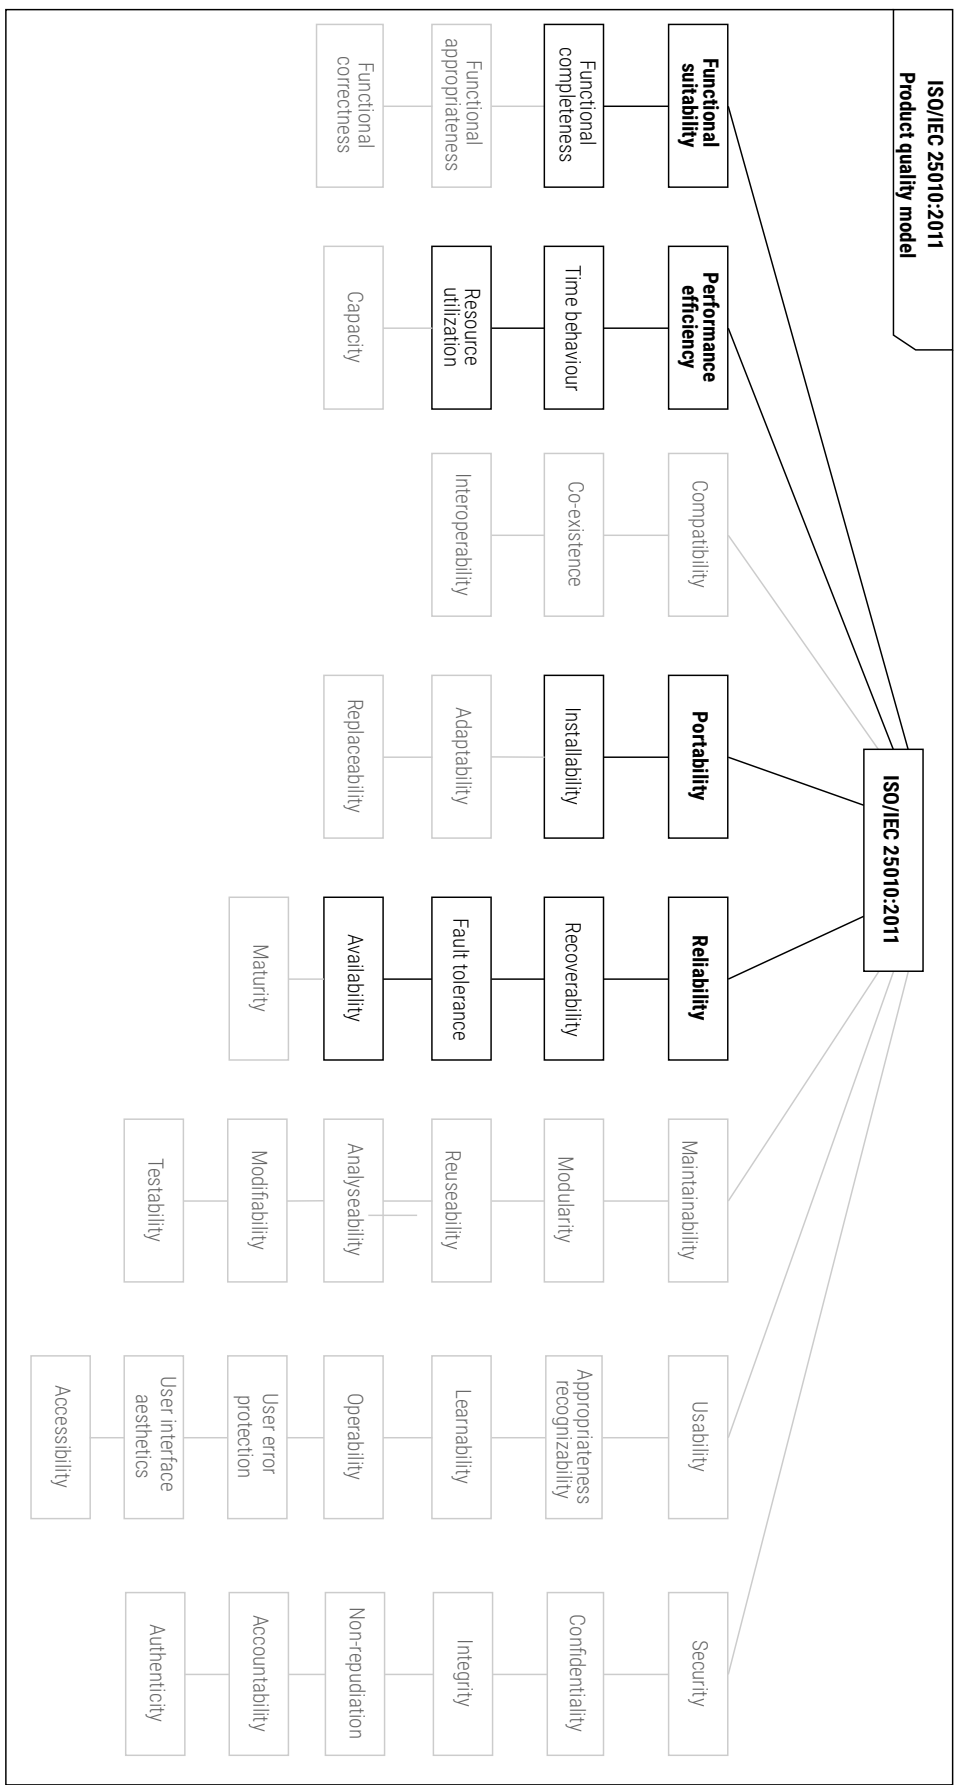 ISO/IEC 25010:2011
Product quality model
ISO/IEC 25010:2011
Functional
suitability
Functional
completeness
Functional
appropriateness
Functional
correctness
Performance
efficiency
Time behaviour
Resource
utilization
Capacity
Compatibility
Co-existence
Interoperability
Portability
Installability
Adaptability
Replaceability
Reliability
Recoverability
Fault tolerance
Availability
Maturity
Maintainability
Modularity
Reuseability
Analyseability
Modifiability
Testability
Usability
Appropriateness
recognizability
Learnability
Operability
User error
protection
User interface
aesthetics
Accessibility
Security
Confidentiality
Integrity
Non-repudiation
Accountability
Authenticity